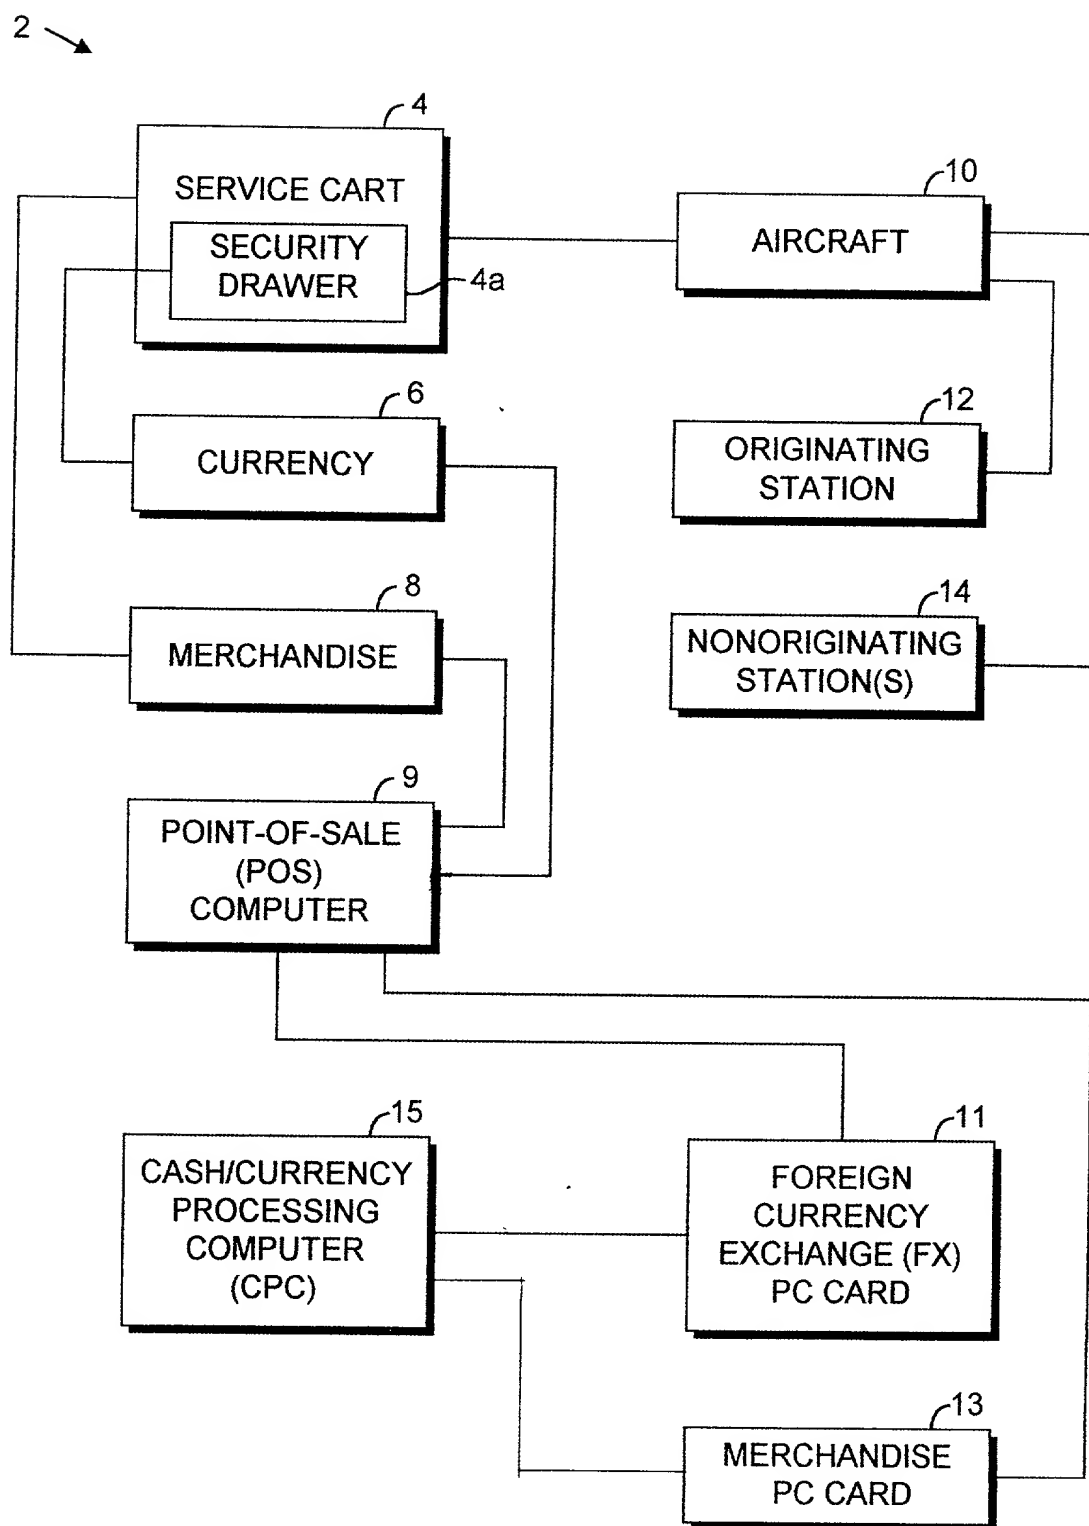 2
4
SERVICE CART
SECURITY
DRAWER
4a
10
AIRCRAFT
6
CURRENCY
12
ORIGINATING
STATION
8
MERCHANDISE
14
NONORIGINATING
STATION(S)
9
POINT-OF-SALE
(POS)
COMPUTER
15
CASH/CURRENCY
PROCESSING
COMPUTER
(CPC)
11
FOREIGN
CURRENCY
EXCHANGE (FX)
PC CARD
13
MERCHANDISE
PC CARD